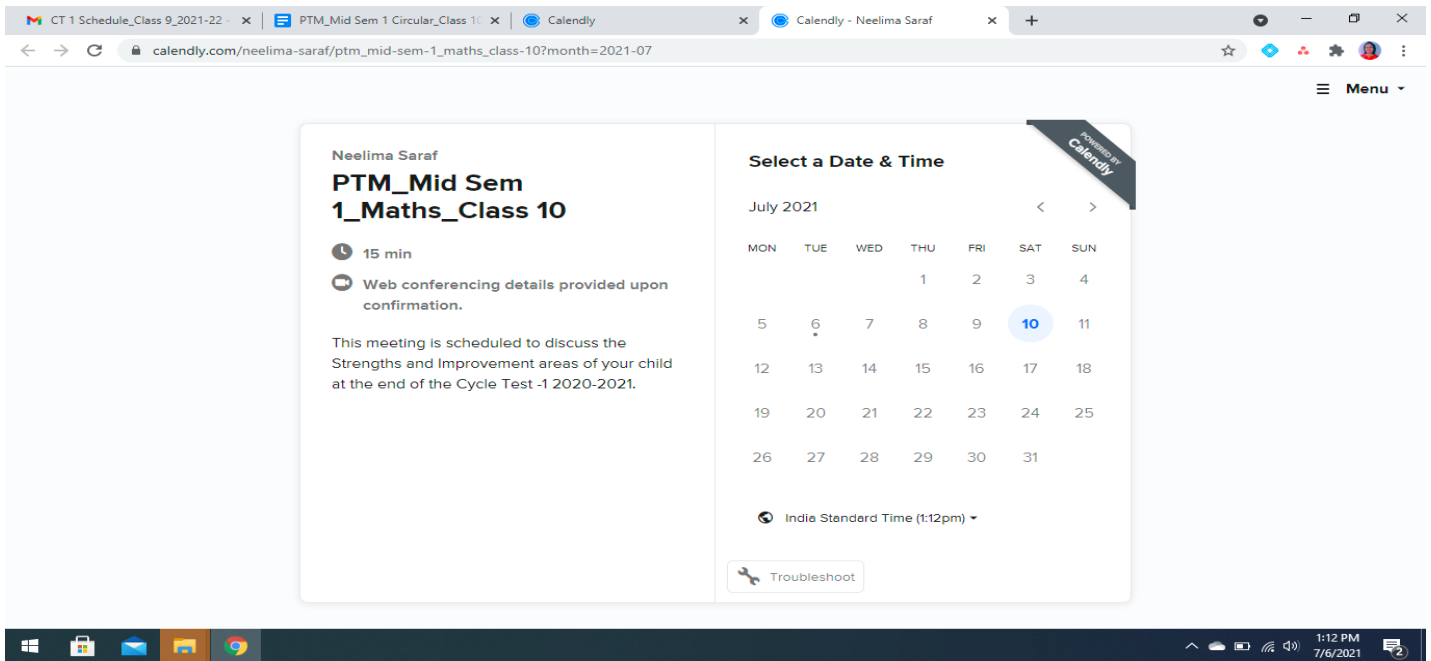 CT 1 Schedule_Class 9_2021-22 -
PTM_Mid Sem 1 Circular_Class 10
Calendly
Calendly - Neelima Saraf
calendly.com/neelima-saraf/ptm_mid-sem-1_maths_class-10?month=2021-07
Menu
Neelima Saraf
PTM_Mid Sem
1_Maths_Class 10
15 min
Web conferencing details provided upon
confirmation.
This meeting is scheduled to discuss the
Strengths and Improvement areas of your child
at the end of the Cycle Test -1 2020-2021.
POWERED BY
Calendly
Select a Date & Time
July 2021
MON TUE WED THU FRI SAT SUN
1 2 3 4
5 6 7 8 9 10 11
12 13 14 15 16 17 18
19 20 21 22 23 24 25
26 27 28 29 30 31
India Standard Time (1:12pm)
Troubleshoot
1:12 PM
7/6/2021
2